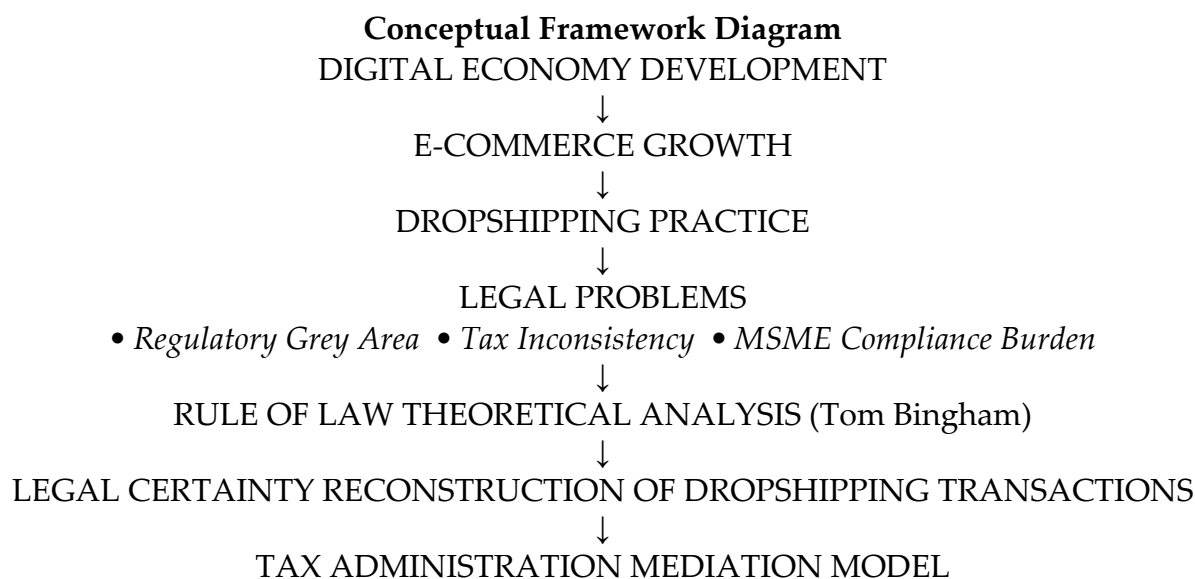 Conceptual Framework Diagram
DIGITAL ECONOMY DEVELOPMENT
↓
E-COMMERCE GROWTH
↓
DROPSHIPPING PRACTICE
↓
LEGAL PROBLEMS
• Regulatory Grey Area • Tax Inconsistency • MSME Compliance Burden
↓
RULE OF LAW THEORETICAL ANALYSIS (Tom Bingham)
↓
LEGAL CERTAINTY RECONSTRUCTION OF DROPSHIPPING TRANSACTIONS
↓
TAX ADMINISTRATION MEDIATION MODEL